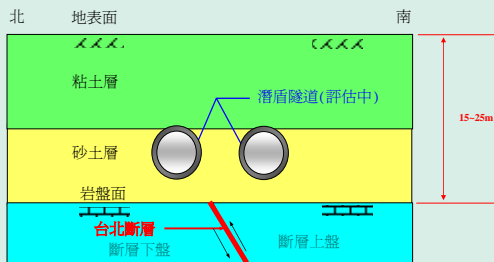 北 地表面 南
粘土層
潛盾隧道(評估中)
15~25m
砂土層
岩盤面
台北斷層
斷層下盤 斷層上盤